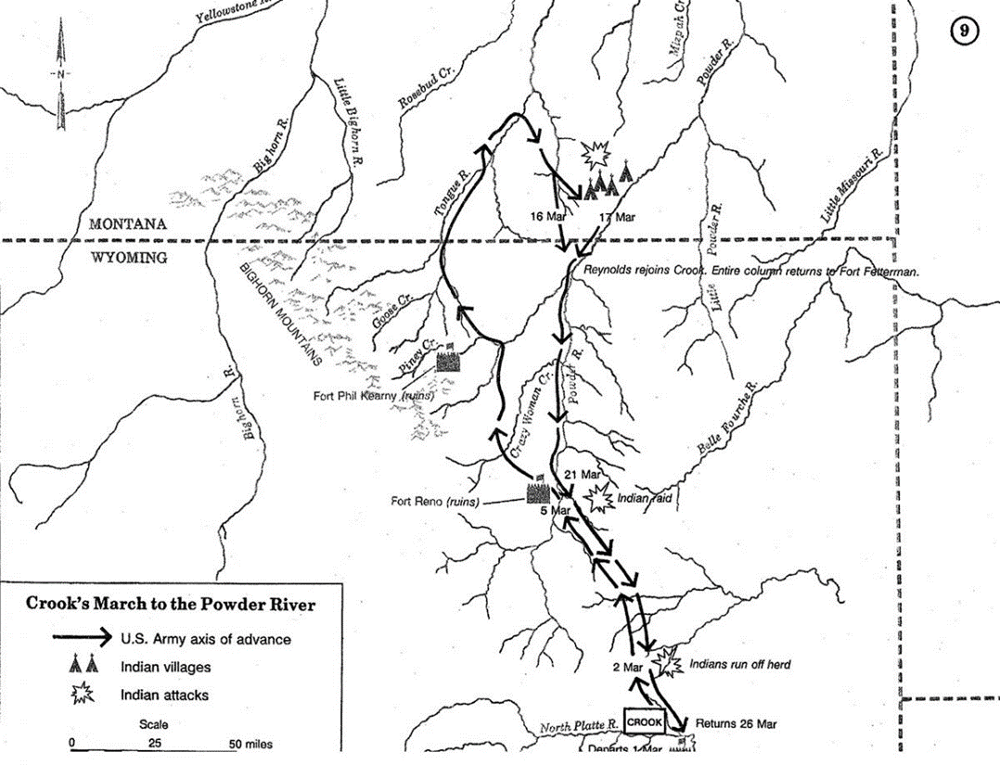 Yellowstone R.
Mizpah Cr.
9
N
Rosebud Cr.
Powder R.
Little Bighorn R.
Bighorn R.
Tongue R.
Little Missouri R.
MONTANA
16 Mar
17 Mar
Little Powder R.
WYOMING
Reynolds rejoins Crook. Entire column returns to Fort Fetterman.
BIGHORN MOUNTAINS
Goose Cr.
Piney Cr.
Fort Phil Kearny (ruins)
Powder R.
Crazy Woman Cr.
Bighorn R.
Belle Fourche R.
21 Mar
Fort Reno (ruins)
5 Mar
Indian raid
Crook's March to the Powder River
U.S. Army axis of advance
Indian villages
Indian attacks
Scale
0 25 50 miles
2 Mar
Indians run off herd
North Platte R.
CROOK
Returns 26 Mar
Departs 1 Mar